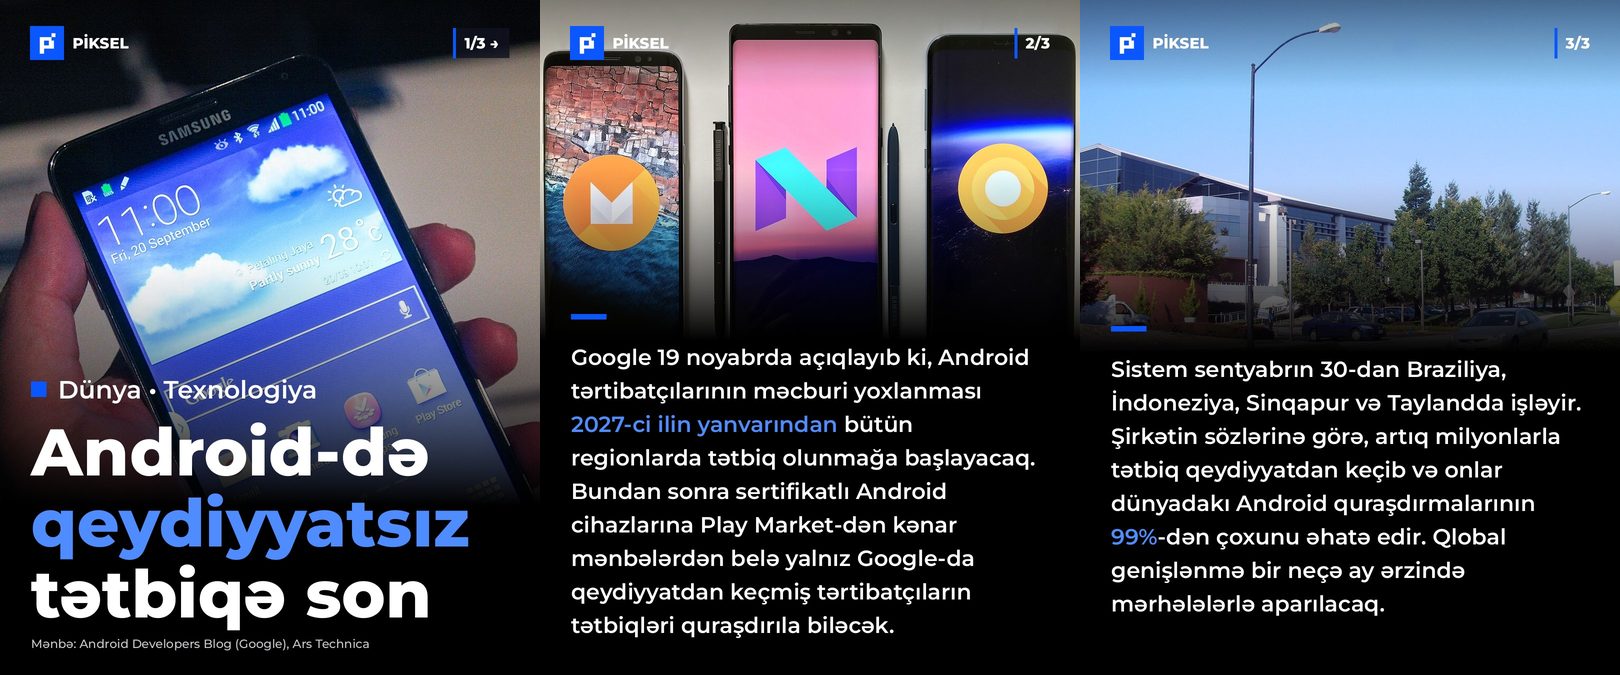 PİKSEL
1/3 →
SAMSUNG
11:00
11:00
Fri, 20 September
Petaling Jaya
Partly sunny
28°c
Google
Play Store
Dünya • Texnologiya
Android-də
qeydiyyatsız
tətbiqə son
Mənbə: Android Developers Blog (Google), Ars Technica
PİKSEL
2/3
Google 19 noyabrda açıqlayıb ki, Android
tərtibatçılarının məcburi yoxlanması
2027-ci ilin yanvarından bütün
regionlarda tətbiq olunmağa başlayacaq.
Bundan sonra sertifikatlı Android
cihazlarına Play Market-dən kənar
mənbələrdən belə yalnız Google-da
qeydiyyatdan keçmiş tərtibatçıların
tətbiqləri quraşdırıla biləcək.
PİKSEL
3/3
Sistem sentyabrın 30-dan Braziliya,
İndoneziya, Sinqapur və Taylandda işləyir.
Şirkətin sözlərinə görə, artıq milyonlarla
tətbiq qeydiyyatdan keçib və onlar
dünyadakı Android quraşdırmalarının
99%-dən çoxunu əhatə edir. Qlobal
genişlənmə bir neçə ay ərzində
mərhələlərlə aparılacaq.